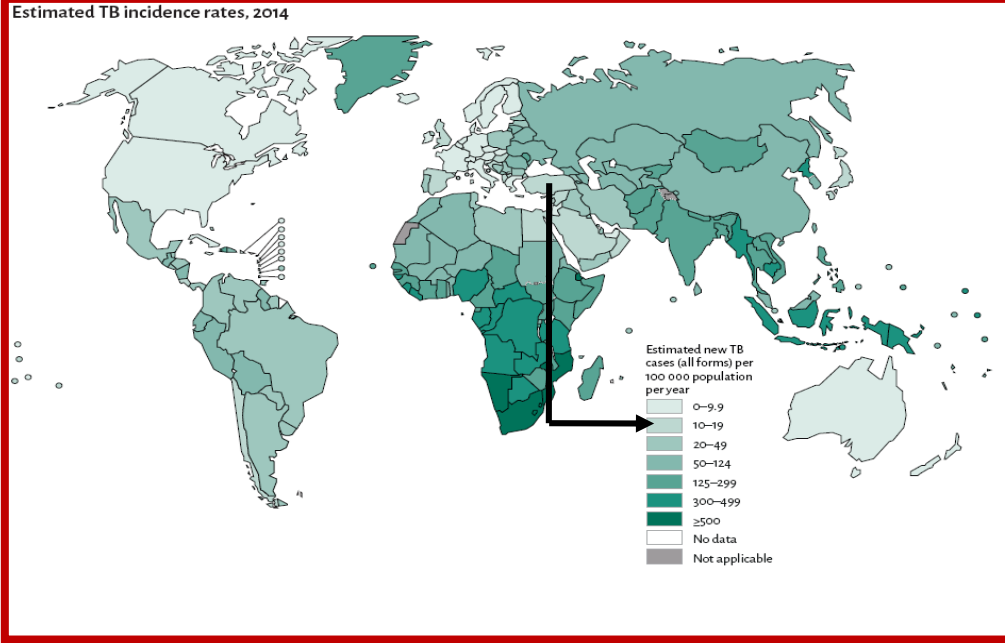 Estimated TB incidence rates, 2014
Estimated new TB
cases (all forms) per
100 000 population
per year
0–9.9
10–19
20–49
50–124
125–299
300–499
≥500
No data
Not applicable